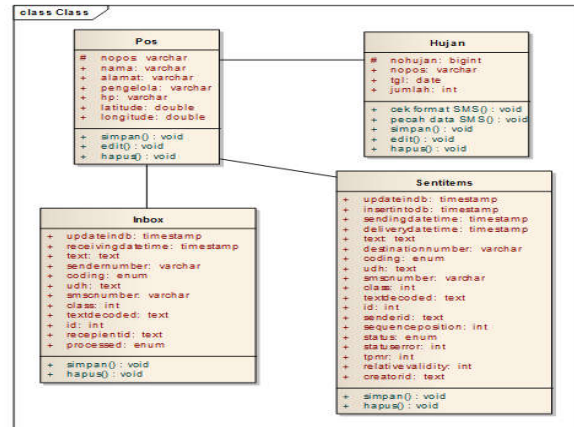 class Class
Pos
# nopos: varchar
+ nama: varchar
+ alamat: varchar
+ pengelola: varchar
+ hp: varchar
+ latitude: double
+ longitude: double
+ simpan() : void
+ edit() : void
+ hapus() : void
Hujan
# nohujan: bigint
+ nopos: varchar
+ tgl: date
+ jumlah: int
+ cek format SMS() : void
+ pecah data SMS() : void
+ simpan() : void
+ edit() : void
+ hapus() : void
Inbox
+ updateindb: timestamp
+ receivingdatetime: timestamp
+ text: text
+ sendernumber: varchar
+ coding: enum
+ udh: text
+ smscnumber: varchar
+ class: int
+ textdecoded: text
+ id: int
+ recepientid: text
+ processed: enum
+ simpan() : void
+ hapus() : void
Sentitems
+ updateindb: timestamp
+ insertintodb: timestamp
+ sendingdatetime: timestamp
+ deliverydatetime: timestamp
+ text: text
+ destinationnumber: varchar
+ coding: enum
+ udh: text
+ smscnumber: varchar
+ class: int
+ textdecoded: text
+ id: int
+ senderid: text
+ sequenceposition: int
+ status: enum
+ statuserror: int
+ tpmr: int
+ relativevalidity: int
+ creatorid: text
+ simpan() : void
+ hapus() : void